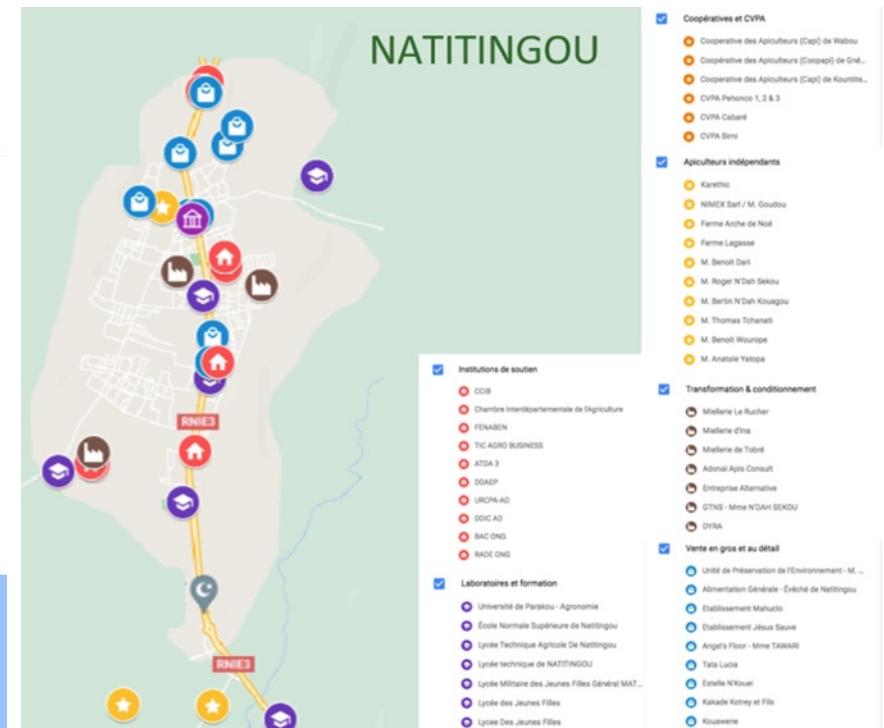 NATITINGOU
RNIE3
RNIE3
Institutions de soutien
CCIB
Chambre Interdépartementale de l'Agriculture
FENABEN
TIC AGRO BUSINESS
ATDA 3
DDAEP
URCPA-AD
DDIC AD
BAC ONG
RADE ONG
Laboratoires et formation
Université de Parakou - Agronomie
École Normale Supérieure de Natitingou
Lycée Technique Agricole De Natitingou
Lycée technique de NATITINGOU
Lycée Militaire des Jeunes Filles Général MAT...
Lycée des Jeunes Filles
Lycee Des Jeunes Filles
Coopératives et CVPA
Cooperative des Apiculteurs (Capi) de Wabou
Coopérative des Apiculteurs (Coopapi) de Gné...
Cooperative des Apiculteurs (Capi) de Kountite...
CVPA Pehonco 1, 2 & 3
CVPA Cabaré
CVPA Birni
Apiculteurs indépendants
Karethic
NIMEX Sarl / M. Goudou
Ferme Arche de Noé
Ferme Lagasse
M. Benoit Dari
M. Roger N'Dah Sekou
M. Bertin N'Dah Kouagou
M. Thomas Tchanati
M. Benoit Wourope
M. Anatole Yatopa
Transformation & conditionnement
Miellerie Le Rucher
Miellerie d'Ina
Miellerie de Tobré
Adonai Apis Consult
Entreprise Alternative
GTNS - Mme N'DAH SEKOU
DYRA
Vente en gros et au détail
Unité de Préservation de l'Environnement - M. ...
Alimentation Générale - Évêché de Natitingou
Etablissement Mahuclo
Etablissement Jésus Sauve
Angel's Floor - Mme TAWARI
Tata Lucia
Estelle N'Kouei
Kakade Kotrey et Fils
Kouswene